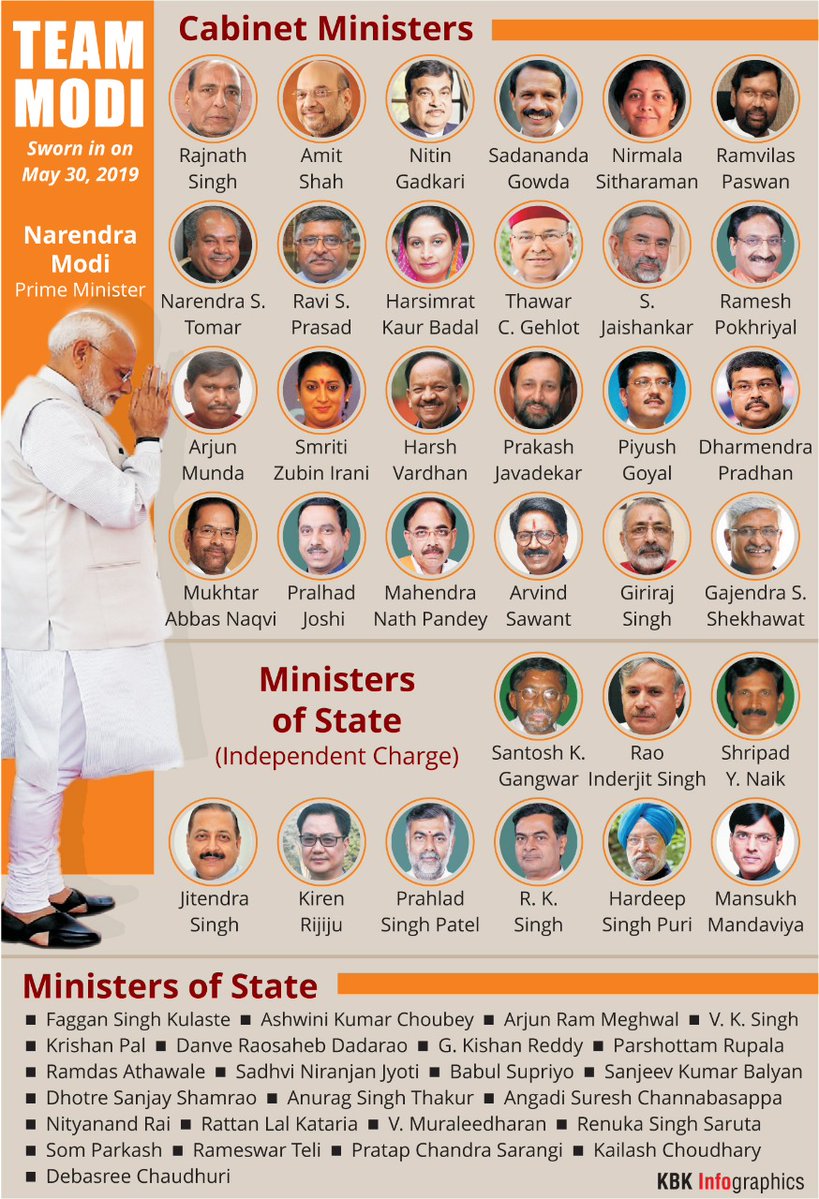 TEAM
MODI
Sworn in on
May 30, 2019
Narendra
Modi
Prime Minister
Cabinet Ministers
Rajnath Singh
Amit Shah
Nitin Gadkari
Sadananda Gowda
Nirmala Sitharaman
Ramvilas Paswan
Narendra S. Tomar
Ravi S. Prasad
Harsimrat Kaur Badal
Thawar C. Gehlot
S. Jaishankar
Ramesh Pokhriyal
Arjun Munda
Smriti Zubin Irani
Harsh Vardhan
Prakash Javadekar
Piyush Goyal
Dharmendra Pradhan
Mukhtar Abbas Naqvi
Pralhad Joshi
Mahendra Nath Pandey
Arvind Sawant
Giriraj Singh
Gajendra S. Shekhawat
Ministers
of State
(Independent Charge)
Santosh K. Gangwar
Rao Inderjit Singh
Shripad Y. Naik
Jitendra Singh
Kiren Rijiju
Prahlad Singh Patel
R. K. Singh
Hardeep Singh Puri
Mansukh Mandaviya
Ministers of State
■ Faggan Singh Kulaste ■ Ashwini Kumar Choubey ■ Arjun Ram Meghwal ■ V. K. Singh
■ Krishan Pal ■ Danve Raosaheb Dadarao ■ G. Kishan Reddy ■ Parshottam Rupala
■ Ramdas Athawale ■ Sadhvi Niranjan Jyoti ■ Babul Supriyo ■ Sanjeev Kumar Balyan
■ Dhotre Sanjay Shamrao ■ Anurag Singh Thakur ■ Angadi Suresh Channabasappa
■ Nityanand Rai ■ Rattan Lal Kataria ■ V. Muraleedharan ■ Renuka Singh Saruta
■ Som Parkash ■ Rameswar Teli ■ Pratap Chandra Sarangi ■ Kailash Choudhary
■ Debasree Chaudhuri
KBK Infographics